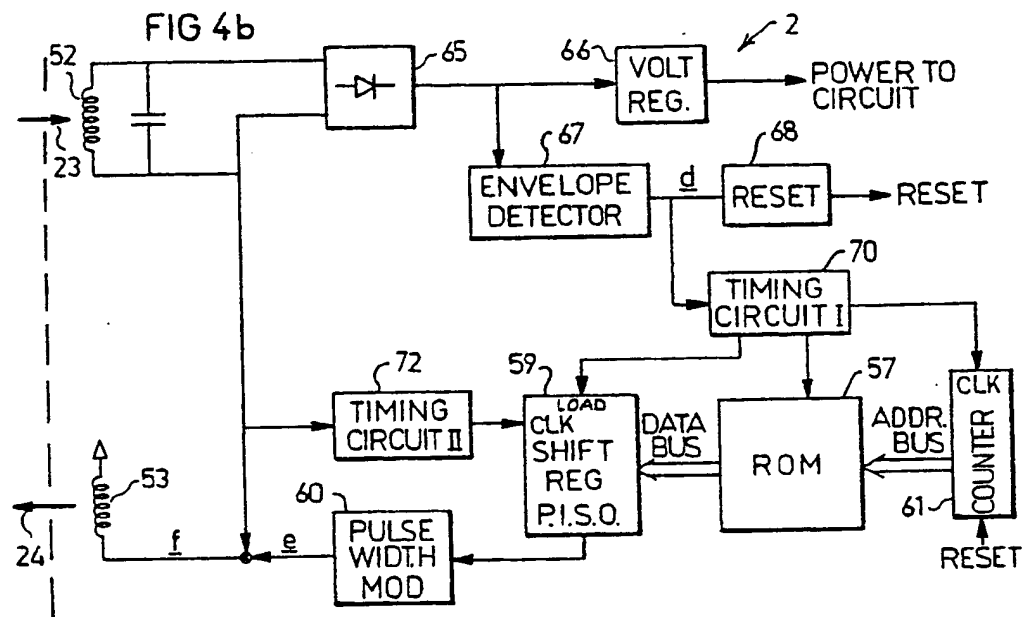 FIG 4b
52
23
65
66
VOLT
REG.
2
POWER TO
CIRCUIT
67
ENVELOPE
DETECTOR
d
68
RESET
RESET
70
TIMING
CIRCUIT I
72
TIMING
CIRCUIT II
59
LOAD
CLK
SHIFT
REG
P.I.S.O.
DATA
BUS
57
ROM
ADDR.
BUS
CLK
COUNTER
61
RESET
53
24
f
e
60
PULSE
WIDTH
MOD